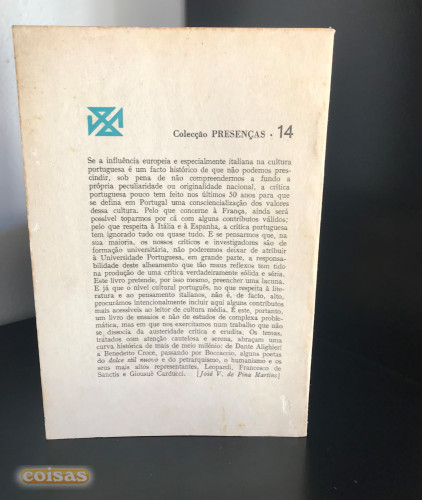 Colecção PRESENÇAS - 14
Se a influência europeia e especialmente italiana na cultura
portuguesa é um facto histórico de que não podemos pres-
cindir, sob pena de não compreendermos a fundo a
própria peculiaridade ou originalidade nacional, a crítica
portuguesa pouco tem feito nos últimos 50 anos para que
se defina em Portugal uma consciencialização dos valores
dessa cultura. Pelo que concerne à França, ainda será
possível toparmos por cá com alguns contributos válidos;
pelo que respeita à Itália e à Espanha, a crítica portuguesa
tem ignorado tudo ou quase tudo. E se pensarmos que, na
sua maioria, os nossos críticos e investigadores são de
formação universitária, não poderemos deixar de atribuir
à Universidade Portuguesa, em grande parte, a responsa-
bilidade deste alheamento que tão maus reflexos tem tido
na produção de uma crítica verdadeiramente sólida e séria.
Este livro pretende, por isso mesmo, preencher uma lacuna.
E já que o nível cultural português, no que respeita à lite-
ratura e ao pensamento italianos, não é, de facto, alto,
procurámos intencionalmente incluir aqui alguns contributos
mais acessíveis ao leitor de cultura média. É este, portanto,
um livro de ensaios e não de estudos de complexa proble-
mática, mas em que nos exercitamos num trabalho que não
se dissocia da austeridade crítica e erudita. Os temas,
tratados com atenção cautelosa e serena, abraçam uma
curva histórica de mais de meio milénio: de Dante Alighieri
a Benedetto Croce, passando por Boccaccio, alguns poetas
do dolce stil nuovo e do petrarquismo, o humanismo e os
seus mais altos representantes, Leopardi, Francesco de
Sanctis e Giosuè Carducci. [José V. de Pina Martins]
coisas